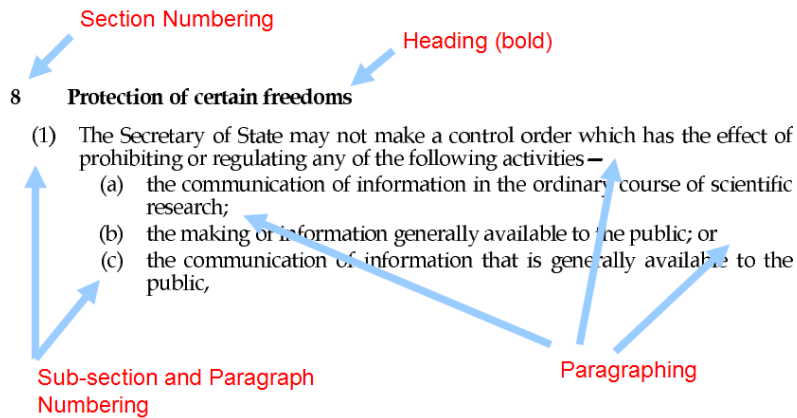 Section Numbering
Heading (bold)
8 Protection of certain freedoms
(1) The Secretary of State may not make a control order which has the effect of
prohibiting or regulating any of the following activities—
(a) the communication of information in the ordinary course of scientific
research;
(b) the making of information generally available to the public; or
(c) the communication of information that is generally available to the
public,
Paragraphing
Sub-section and Paragraph
Numbering